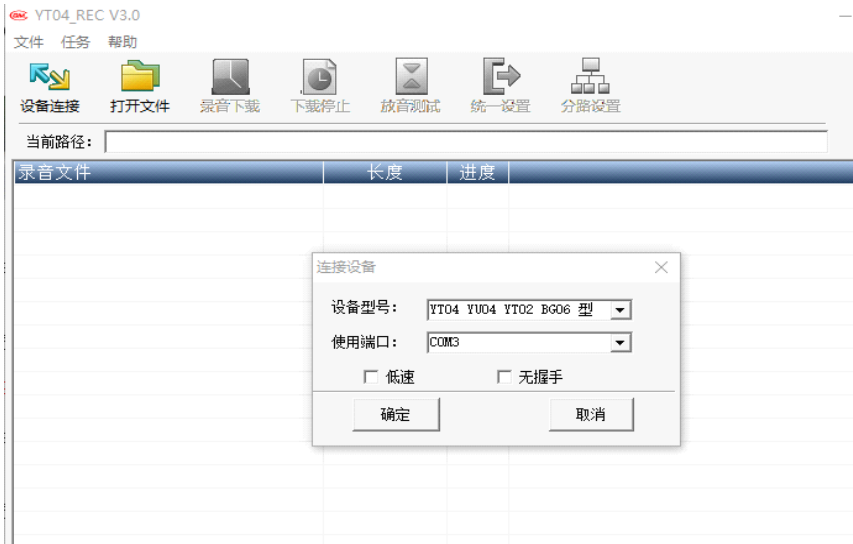 YT04_REC V3.0
文件 任务 帮助
设备连接 打开文件 录音下载 下载停止 放音测试 统一设置 分路设置
当前路径：
录音文件 长度 进度
连接设备
设备型号： YT04 YU04 YT02 BG06 型
使用端口： COM3
低速 无握手
确定 取消